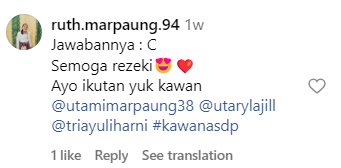 ruth.marpaung.94 1w
Jawabannya : C
Semoga rezeki😍❤️
Ayo ikutan yuk kawan
@utamimarpaung38 @utarylajill
@triayuliharni #kawanasdp
1 like Reply See translation